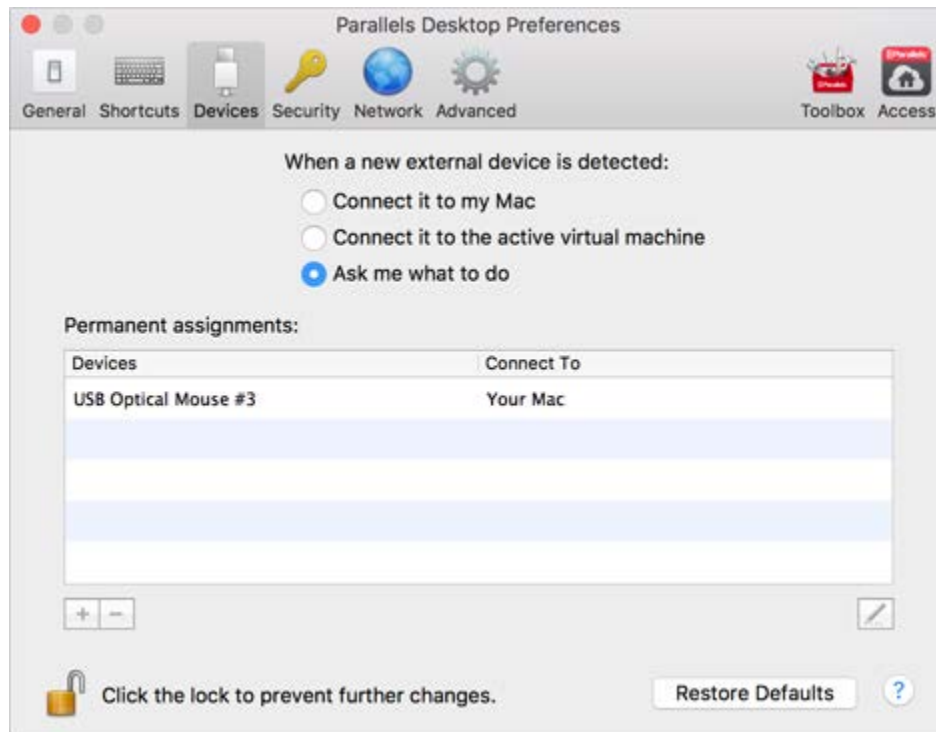 Parallels Desktop Preferences
General Shortcuts Devices Security Network Advanced Toolbox Access
When a new external device is detected:
Connect it to my Mac
Connect it to the active virtual machine
Ask me what to do
Permanent assignments:
Devices Connect To
USB Optical Mouse #3 Your Mac
Click the lock to prevent further changes.
Restore Defaults ?